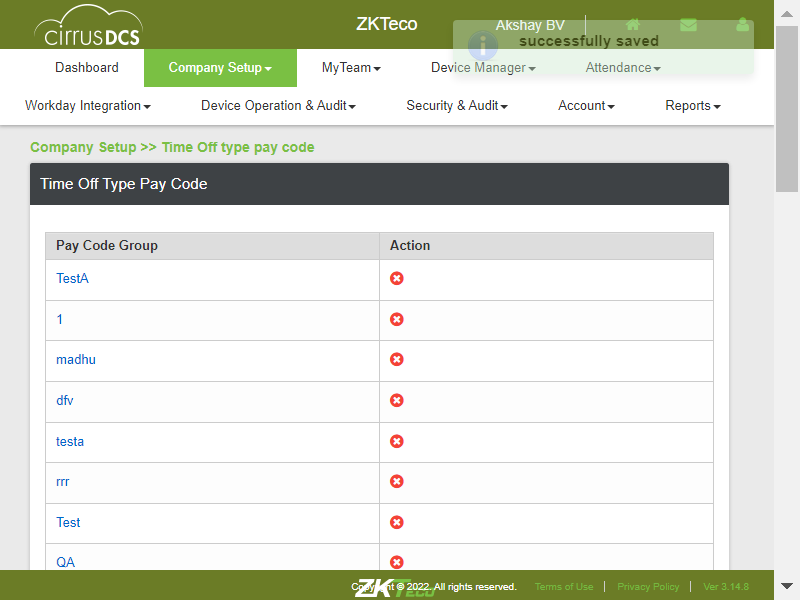 cirrusDCS
ZKTeco
Akshay BV
successfully saved
Dashboard
Company Setup
MyTeam
Device Manager
Attendance
Workday Integration
Device Operation & Audit
Security & Audit
Account
Reports
Company Setup >> Time Off type pay code
Time Off Type Pay Code
Pay Code Group
Action
TestA
1
madhu
dfv
testa
rrr
Test
QA
ZKTeco
Copyright © 2022. All rights reserved.
Terms of Use
Privacy Policy
Ver 3.14.8